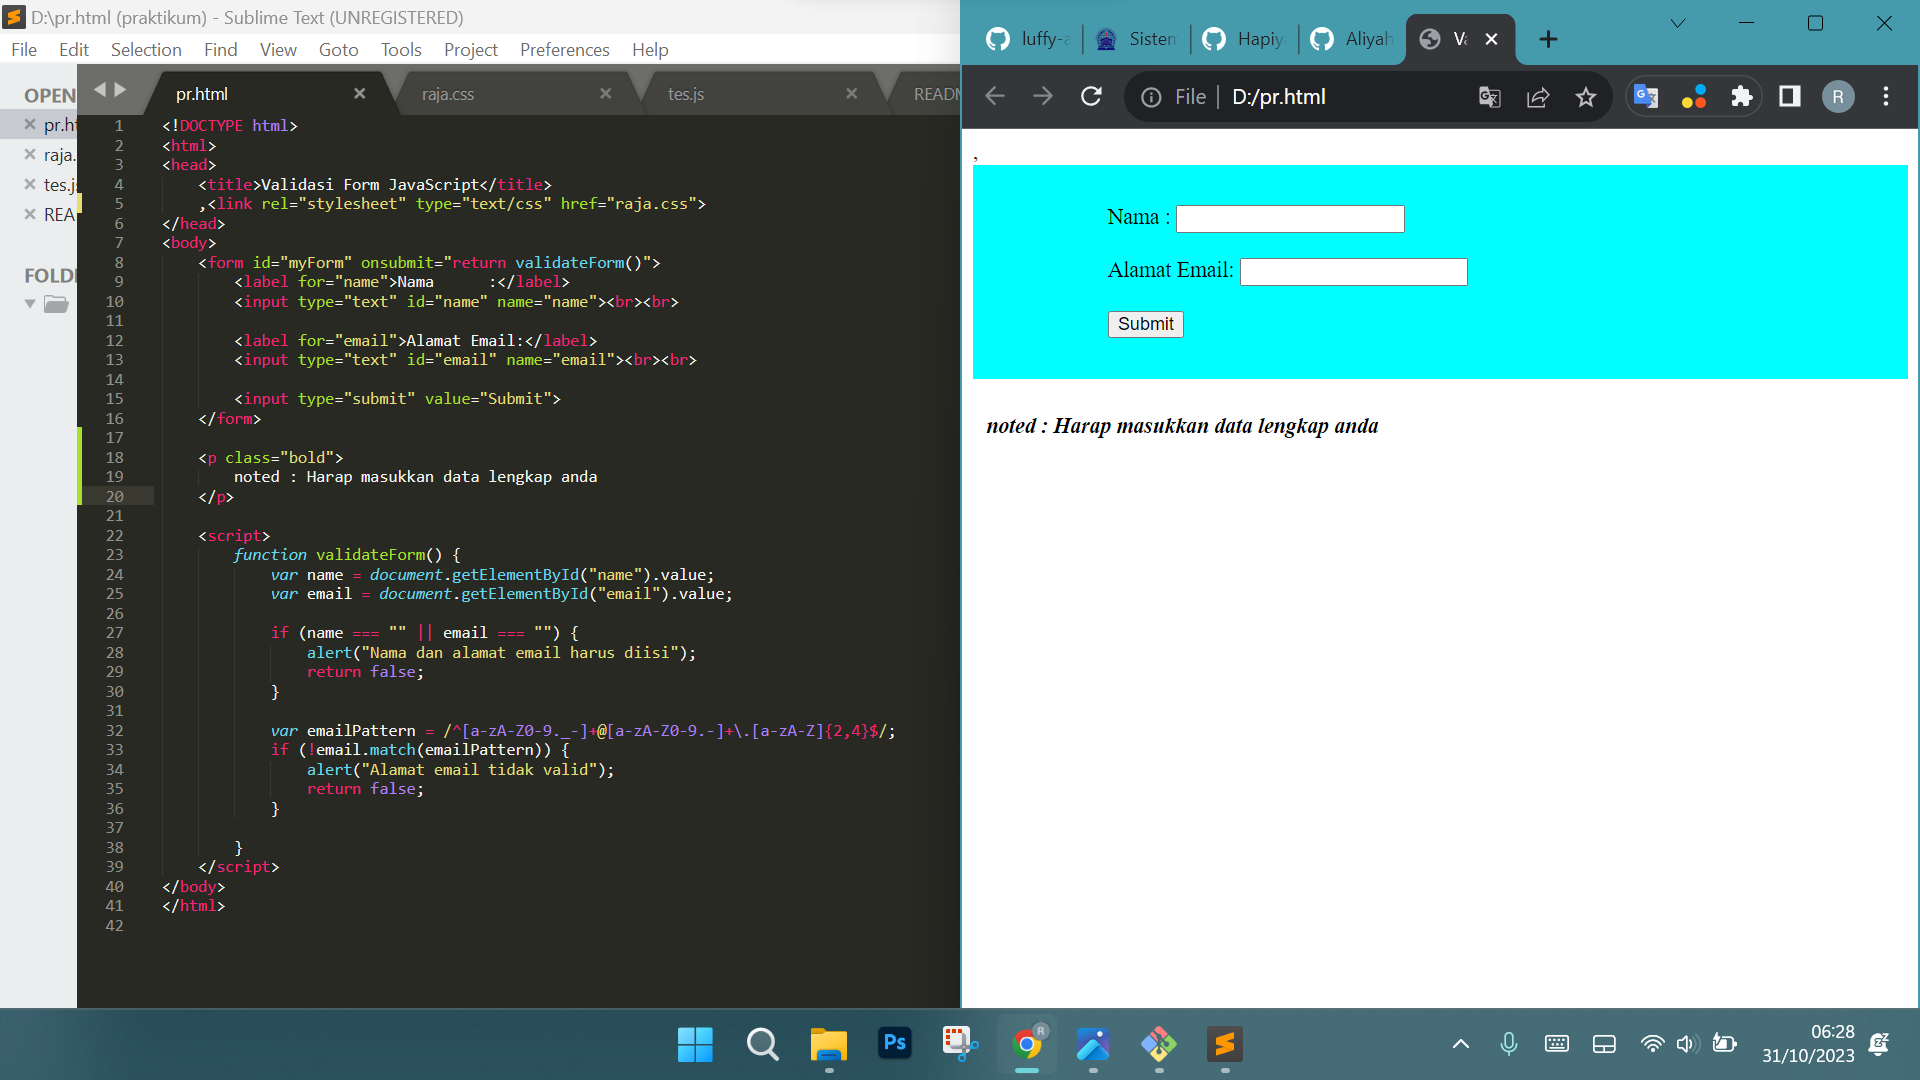 D:\pr.html (praktikum) - Sublime Text (UNREGISTERED)
File Edit Selection Find View Goto Tools Project Preferences Help
OPEN
pr.ht
raja.
tes.js
REA
FOLDE
pr.html raja.css tes.js READM
1 <!DOCTYPE html>
2 <html>
3 <head>
4     <title>Validasi Form JavaScript</title>
5     ,<link rel="stylesheet" type="text/css" href="raja.css">
6 </head>
7 <body>
8     <form id="myForm" onsubmit="return validateForm()">
9         <label for="name">Nama      :</label>
10         <input type="text" id="name" name="name"><br><br>
11
12         <label for="email">Alamat Email:</label>
13         <input type="text" id="email" name="email"><br><br>
14
15         <input type="submit" value="Submit">
16     </form>
17
18     <p class="bold">
19         noted : Harap masukkan data lengkap anda
20     </p>
21
22     <script>
23         function validateForm() {
24             var name = document.getElementById("name").value;
25             var email = document.getElementById("email").value;
26
27             if (name === "" || email === "") {
28                 alert("Nama dan alamat email harus diisi");
29                 return false;
30             }
31
32             var emailPattern = /^[a-zA-Z0-9._-]+@[a-zA-Z0-9.-]+\.[a-zA-Z]{2,4}$/;
33             if (!email.match(emailPattern)) {
34                 alert("Alamat email tidak valid");
35                 return false;
36             }
37
38         }
39     </script>
40 </body>
41 </html>
42
luffy-a Sistem Hapiy Aliyah Va
File D:/pr.html R
,
Nama :
Alamat Email:
Submit
noted : Harap masukkan data lengkap anda
Ps R
06:28
31/10/2023